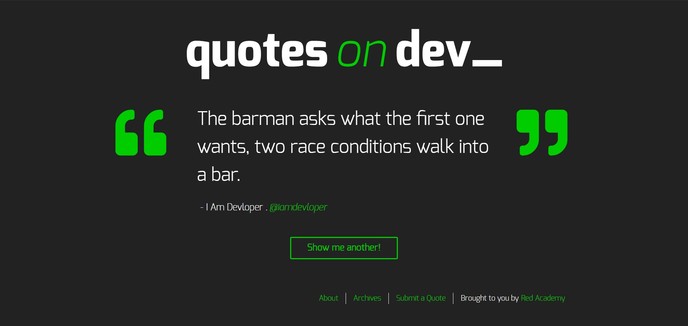 quotes on dev_
The barman asks what the first one
wants, two race conditions walk into
a bar.
- I Am Devloper , @iamdevloper
Show me another!
About | Archives | Submit a Quote | Brought to you by Red Academy